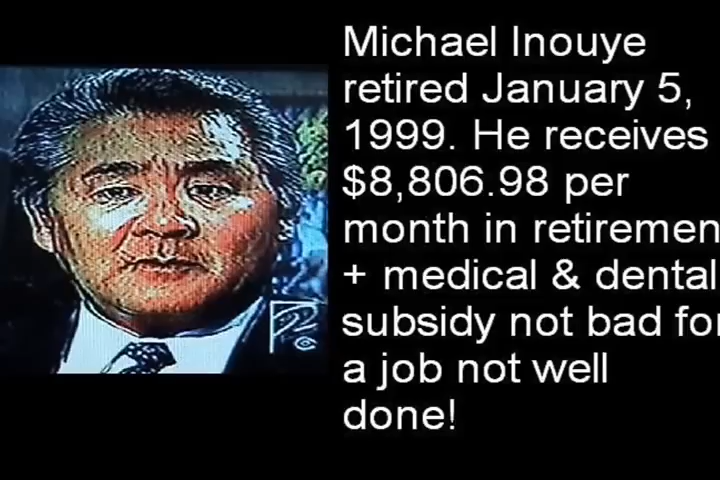 Michael Inouye
retired January 5,
1999. He receives
$8,806.98 per
month in retiremen
+ medical & dental
subsidy not bad fo
a job not well
done!